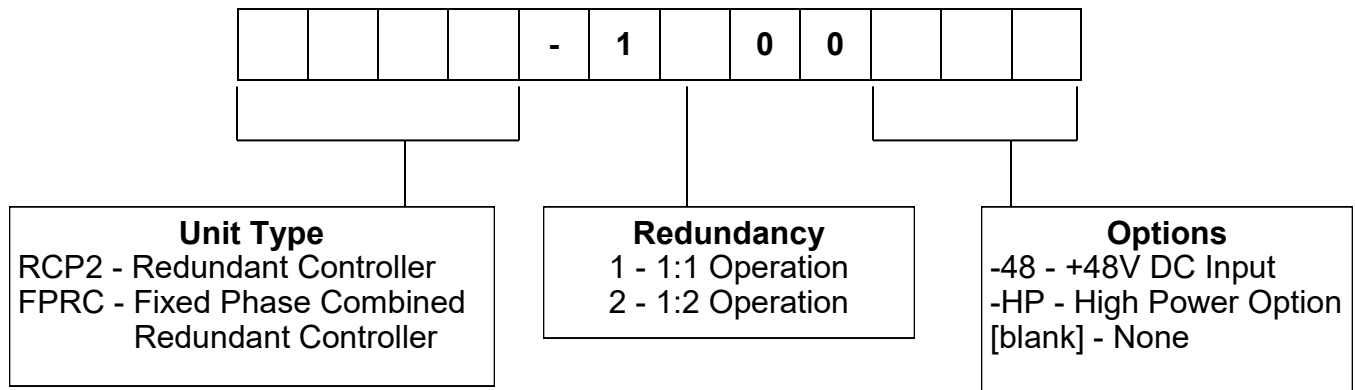 - 1 0 0
Unit Type
RCP2 - Redundant Controller
FPRC - Fixed Phase Combined
Redundant Controller
Redundancy
1 - 1:1 Operation
2 - 1:2 Operation
Options
-48 - +48V DC Input
-HP - High Power Option
[blank] - None